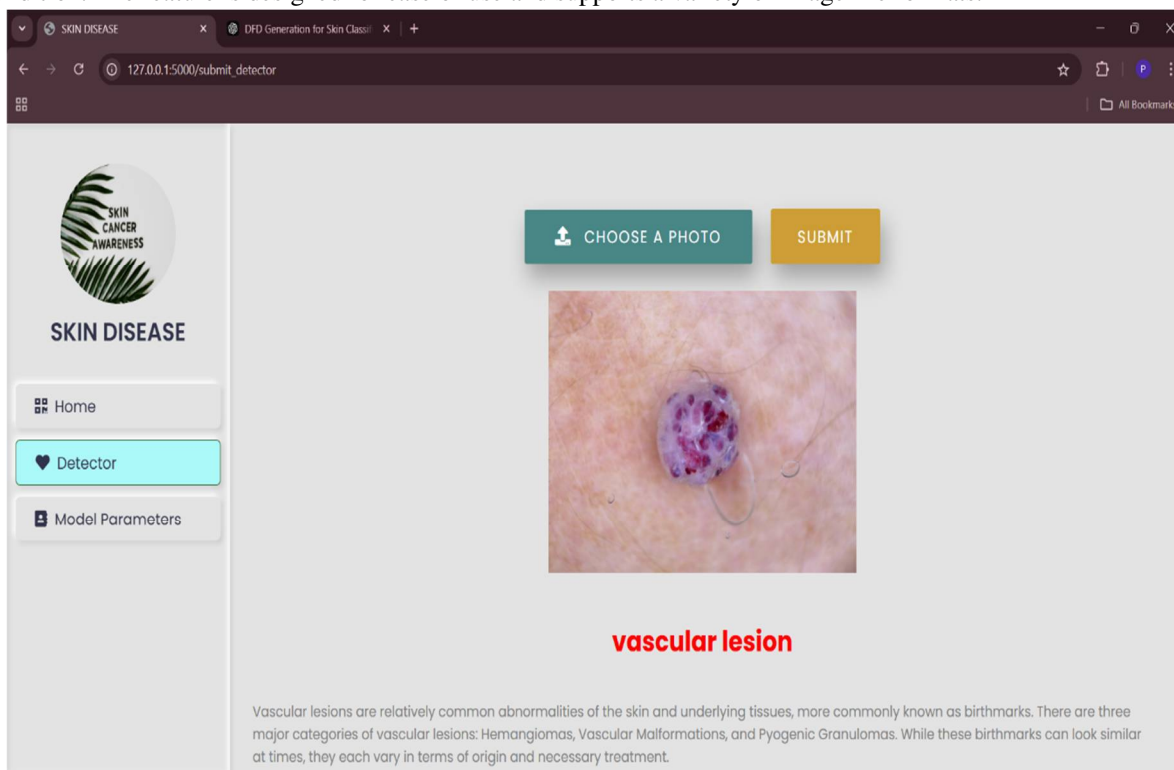 SKIN DISEASE
DFD Generation for Skin Classif
127.0.0.1:5000/submit_detector
P
All Bookmarks
SKIN
CANCER
AWARENESS
SKIN DISEASE
Home
Detector
Model Parameters
CHOOSE A PHOTO
SUBMIT
vascular lesion
Vascular lesions are relatively common abnormalities of the skin and underlying tissues, more commonly known as birthmarks. There are three
major categories of vascular lesions: Hemangiomas, Vascular Malformations, and Pyogenic Granulomas. While these birthmarks can look similar
at times, they each vary in terms of origin and necessary treatment.